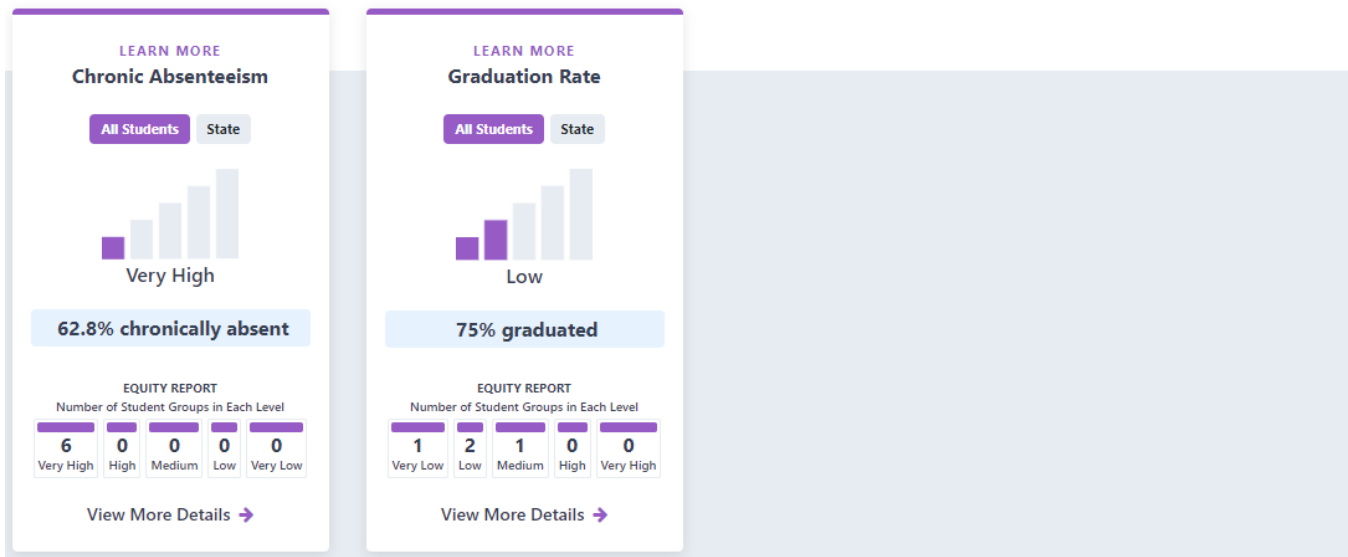 LEARN MORE
Chronic Absenteeism
All Students State
Very High
62.8% chronically absent
EQUITY REPORT
Number of Student Groups in Each Level
6 0 0 0 0
Very High High Medium Low Very Low
View More Details
LEARN MORE
Graduation Rate
All Students State
Low
75% graduated
EQUITY REPORT
Number of Student Groups in Each Level
1 2 1 0 0
Very Low Low Medium High Very High
View More Details